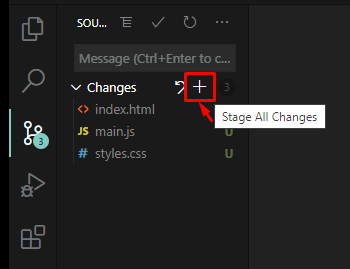 SOU...
Message (Ctrl+Enter to c...
Changes 3
Stage All Changes
<> index.html
JS main.js U
# styles.css U
3